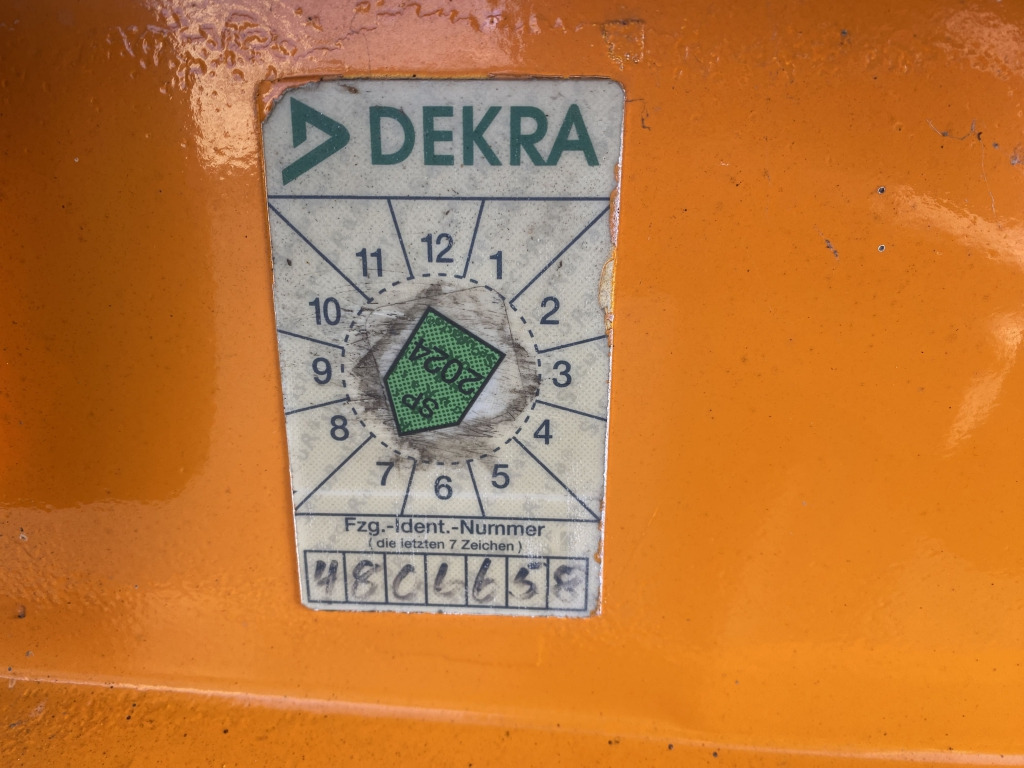 DEKRA
11 12 1
10 2
9 3
8 4
7 6 5
SP
2024
Fzg.-Ident.-Nummer
(die letzten 7 Zeichen)